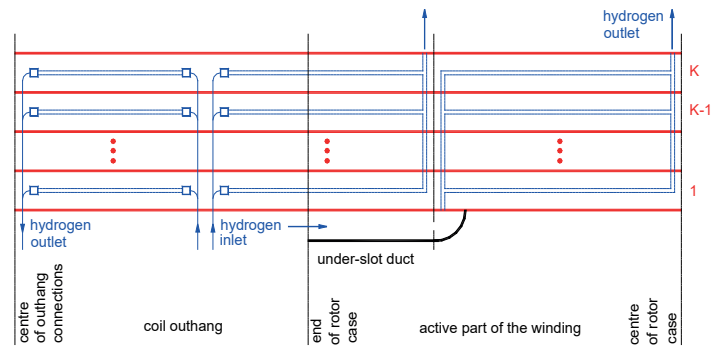 hydrogen
outlet
K
K-1
1
hydrogen
outlet
hydrogen
inlet
under-slot duct
centre
of outhang
connections
coil outhang
end
of rotor
case
active part of the winding
centre
of rotor
case